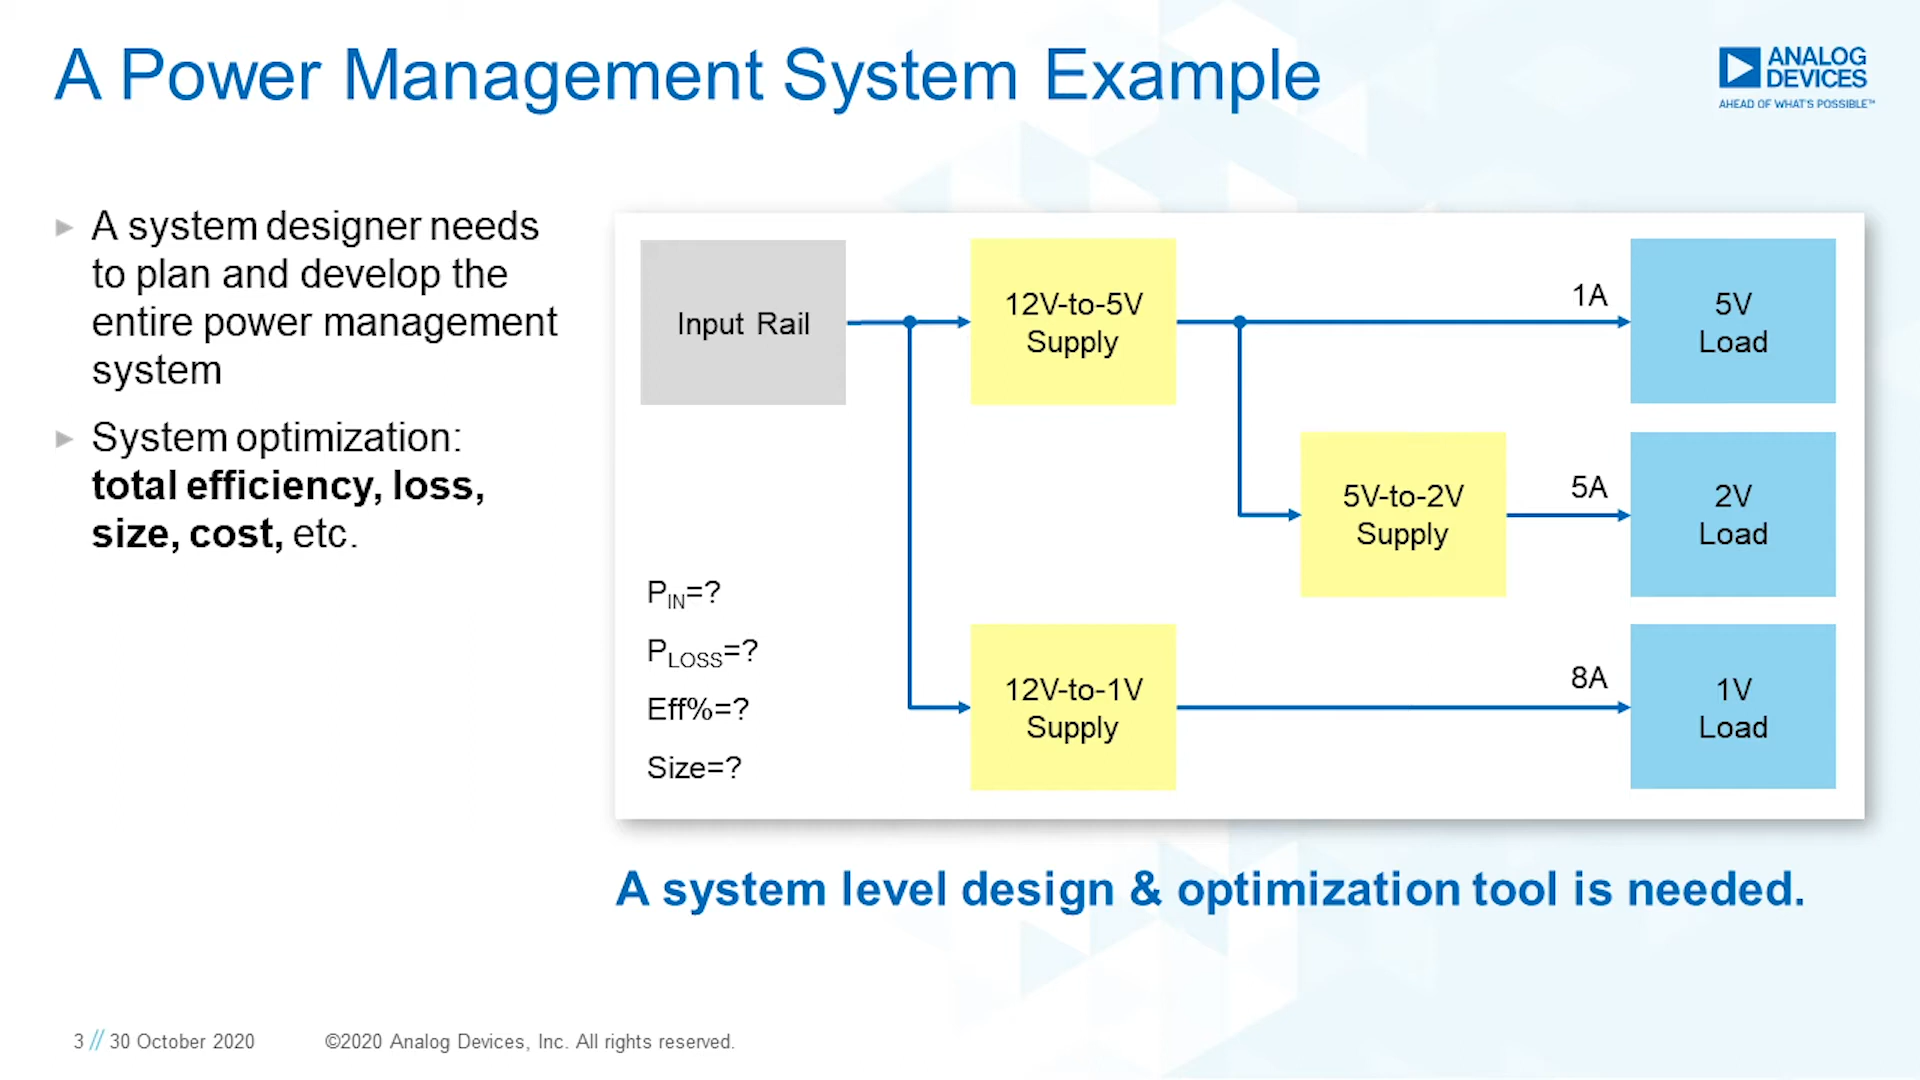 A Power Management System Example
ANALOG
DEVICES
AHEAD OF WHAT'S POSSIBLE™
A system designer needs
to plan and develop the
entire power management
system
System optimization:
total efficiency, loss,
size, cost, etc.
Input Rail
12V-to-5V
Supply
1A
5V
Load
5V-to-2V
Supply
5A
2V
Load
PIN=?
PLOSS=?
Eff%=?
Size=?
12V-to-1V
Supply
8A
1V
Load
A system level design & optimization tool is needed.
3 // 30 October 2020 ©2020 Analog Devices, Inc. All rights reserved.